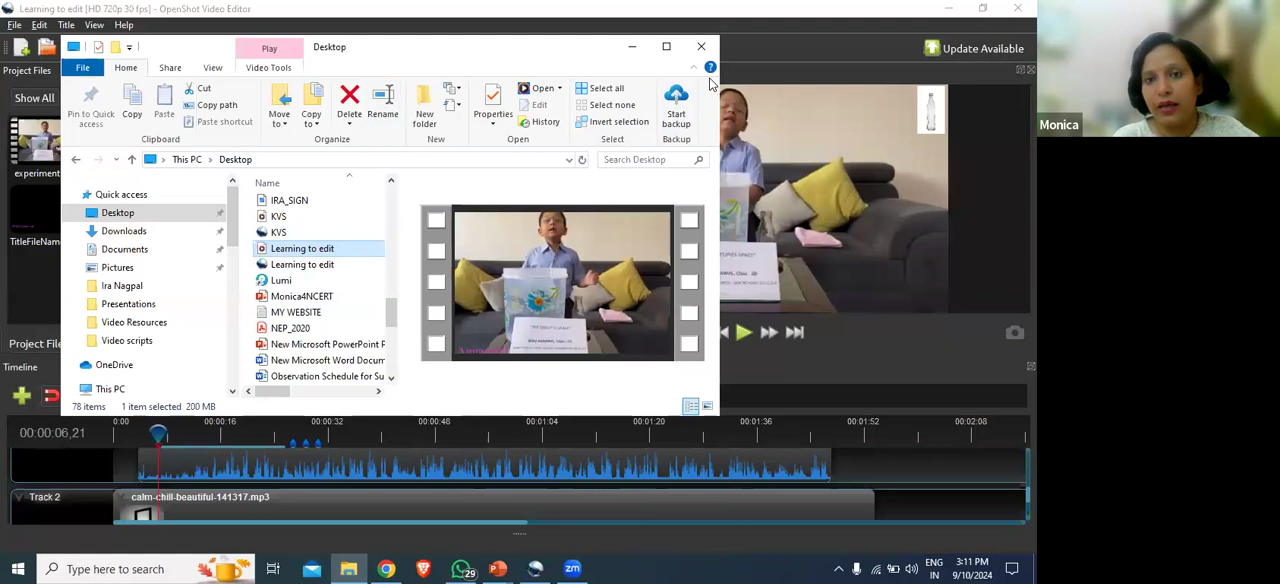 Learning to edit [HD 720p 30 fps] - OpenShot Video Editor
File Edit Title View Help
Play Desktop
Update Available
File Home Share View Video Tools
Project Files
Show All
Pin to Quick access
Copy
Paste
Cut
Copy path
Paste shortcut
Move to
Copy to
Delete
Rename
New folder
Properties
Open
Edit
History
Select all
Select none
Invert selection
Start backup
Clipboard Organize New Open Select Backup
This PC > Desktop
Search Desktop
Monica
experiment
TitleFileName
Quick access
Desktop
Downloads
Documents
Pictures
Ira Nagpal
Presentations
Video Resources
Video scripts
OneDrive
This PC
Name
IRA_SIGN
KVS
KVS
Learning to edit
Learning to edit
Lumi
Monica4NCERT
MY WEBSITE
NEP_2020
New Microsoft PowerPoint P
New Microsoft Word Docum
Observation Schedule for Su
78 items 1 item selected 200 MB
Project File
Timeline
00:00:06,21
0:00 00:00:16 00:00:32 00:01:04 00:01:20 00:01:36 00:01:52 00:02:08
Track 2
calm-chill-beautiful-141317.mp3
Type here to search
29
zm
ENG
IN
3:11 PM
9/10/2024